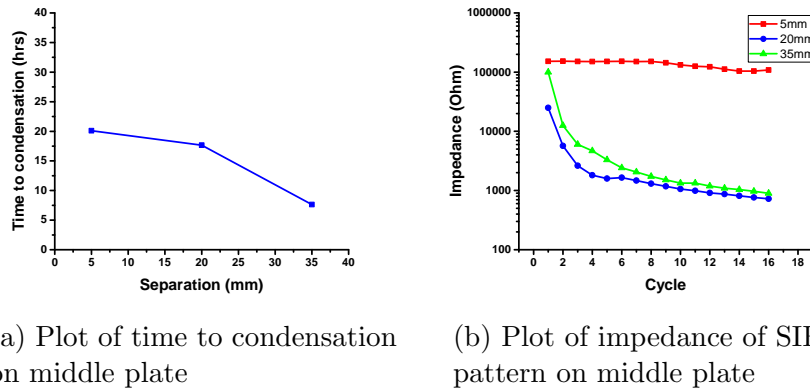 40
35
30
25
20
15
10
5
0
0 5 10 15 20 25 30 35 40
Time to condensation (hrs)
Separation (mm)
1000000
100000
10000
1000
100
0 2 4 6 8 10 12 14 16 18
Impedance (Ohm)
Cycle
5mm
20mm
35mm
a) Plot of time to condensation
on middle plate
(b) Plot of impedance of SIR
pattern on middle plate